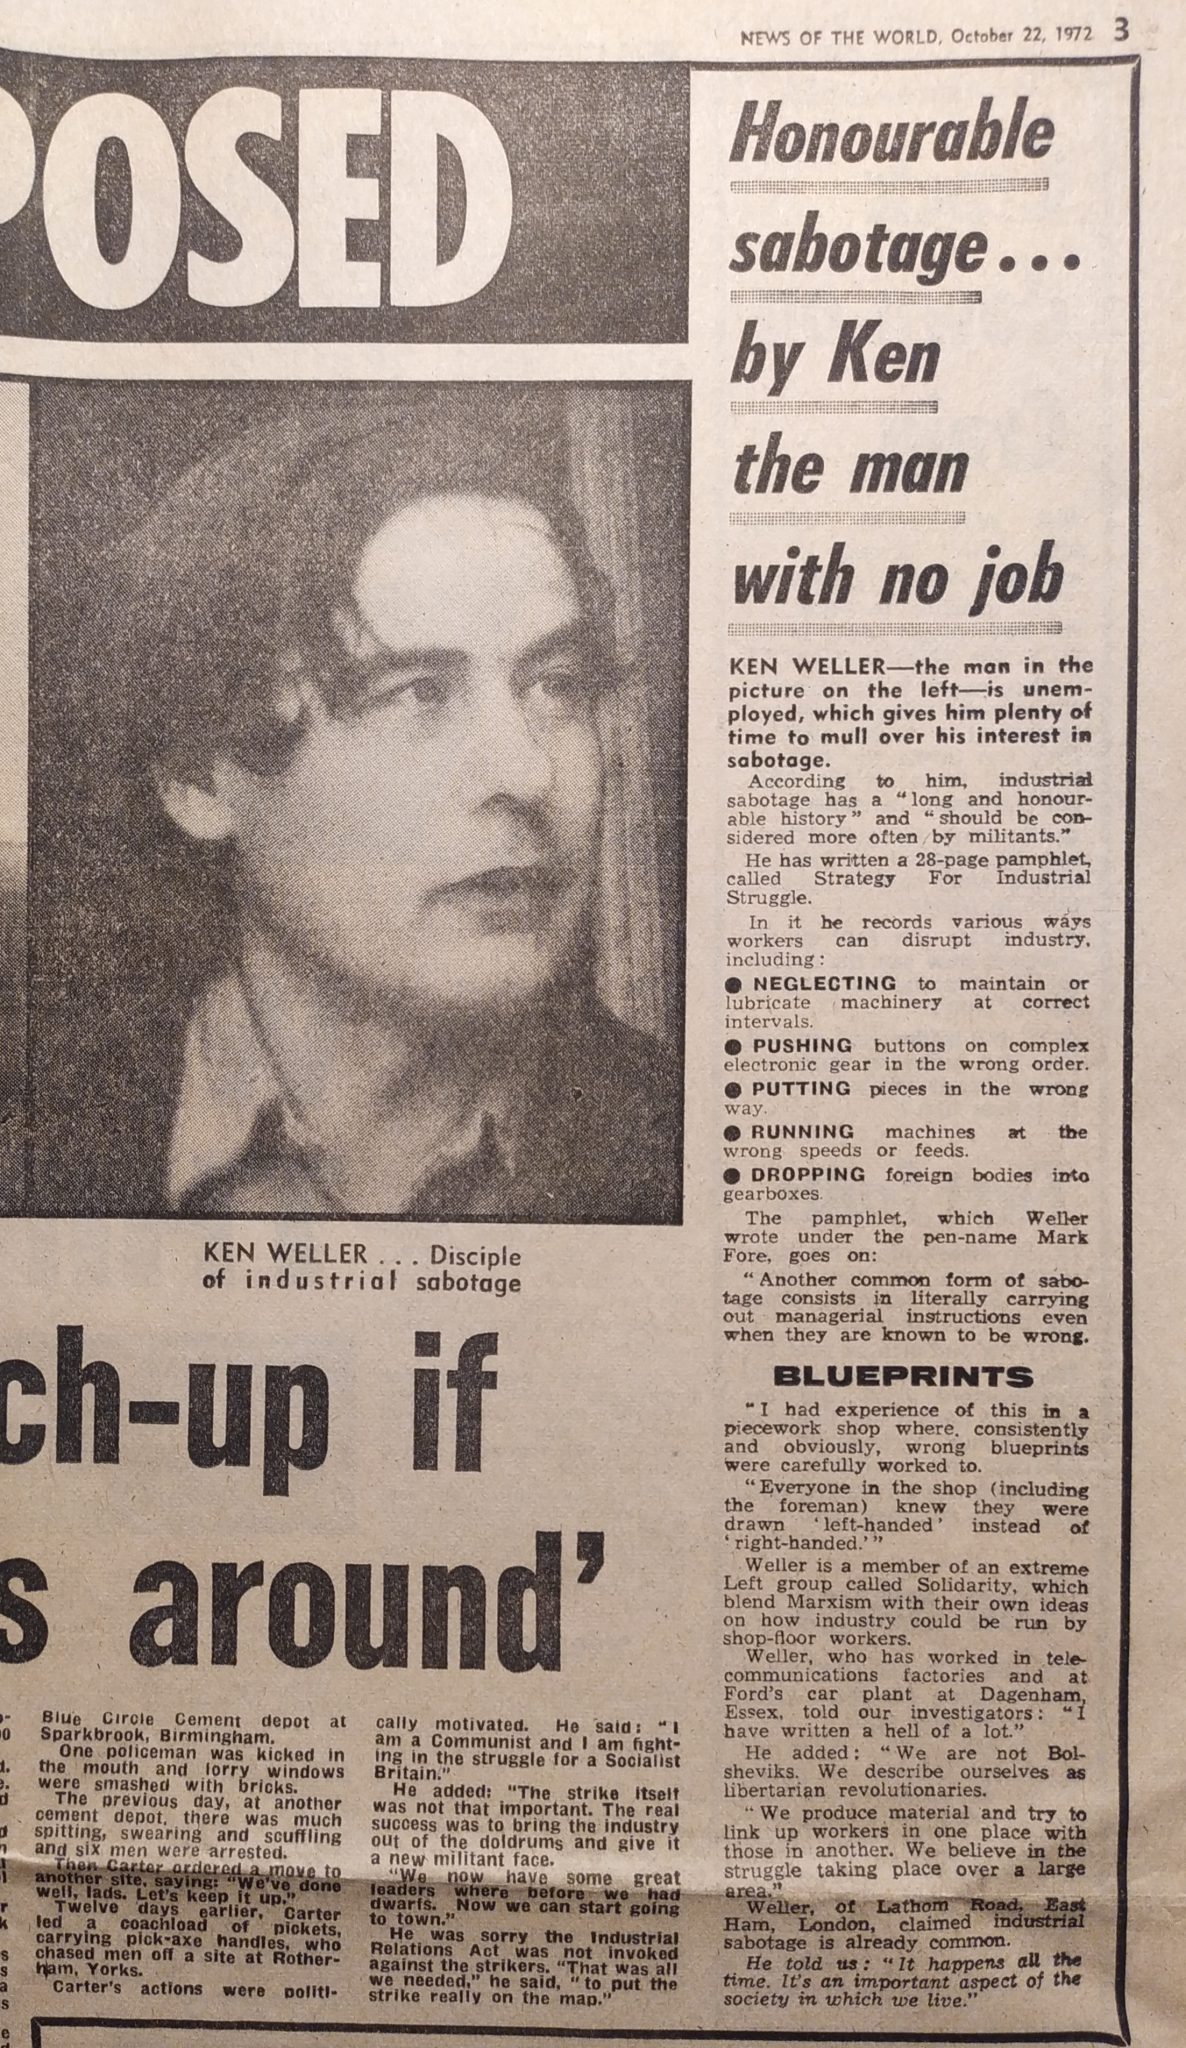 NEWS OF THE WORLD, October 22, 1972 3
POSED
KEN WELLER ... Disciple
of industrial sabotage
ch-up if
s around'
Blue Circle Cement depot at
Sparkbrook, Birmingham.
One policeman was kicked in
the mouth and lorry windows
were smashed with bricks.
The previous day, at another
cement depot, there was much
spitting, swearing and scuffling
and six men were arrested.
Then Carter ordered a move to
another site, saying: "We've done
well, lads. Let's keep it up."
Twelve days earlier, Carter
led a coachload of pickets,
carrying pick-axe handles, who
chased men off a site at Rother-
ham, Yorks.
Carter's actions were politi-
cally motivated. He said: "I
am a Communist and I am fight-
ing in the struggle for a Socialist
Britain."
He added: "The strike itself
was not that important. The real
success was to bring the industry
out of the doldrums and give it
a new militant face.
"We now have some great
leaders where before we had
dwarfs. Now we can start going
to town."
He was sorry the Industrial
Relations Act was not invoked
against the strikers. "That was all
we needed," he said, "to put the
strike really on the map."
Honourable
sabotage...
by Ken
the man
with no job
KEN WELLER—the man in the
picture on the left—is unem-
ployed, which gives him plenty of
time to mull over his interest in
sabotage.
According to him, industrial
sabotage has a "long and honour-
able history" and "should be con-
sidered more often by militants."
He has written a 28-page pamphlet,
called Strategy For Industrial
Struggle.
In it he records various ways
workers can disrupt industry,
including:
● NEGLECTING to maintain or
lubricate machinery at correct
intervals.
● PUSHING buttons on complex
electronic gear in the wrong order.
● PUTTING pieces in the wrong
way.
● RUNNING machines at the
wrong speeds or feeds.
● DROPPING foreign bodies into
gearboxes.
The pamphlet, which Weller
wrote under the pen-name Mark
Fore, goes on:
"Another common form of sabo-
tage consists in literally carrying
out managerial instructions even
when they are known to be wrong.
BLUEPRINTS
"I had experience of this in a
piecework shop where, consistently
and obviously, wrong blueprints
were carefully worked to.
"Everyone in the shop (including
the foreman) knew they were
drawn 'left-handed' instead of
'right-handed.'"
Weller is a member of an extreme
Left group called Solidarity, which
blend Marxism with their own ideas
on how industry could be run by
shop-floor workers.
Weller, who has worked in tele-
communications factories and at
Ford's car plant at Dagenham,
Essex, told our investigators: "I
have written a hell of a lot."
He added: "We are not Bol-
sheviks. We describe ourselves as
libertarian revolutionaries.
"We produce material and try to
link up workers in one place with
those in another. We believe in the
struggle taking place over a large
area."
Weller, of Lathom Road, East
Ham, London, claimed industrial
sabotage is already common.
He told us: "It happens all the
time. It's an important aspect of the
society in which we live."